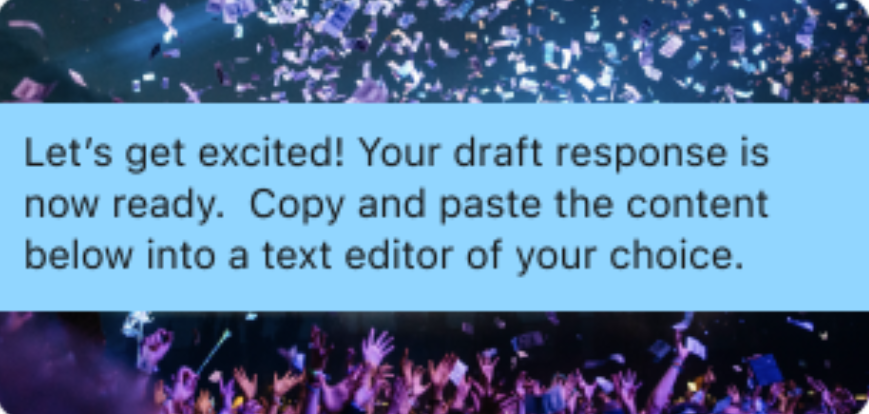 Let’s get excited! Your draft response is
now ready.  Copy and paste the content
below into a text editor of your choice.